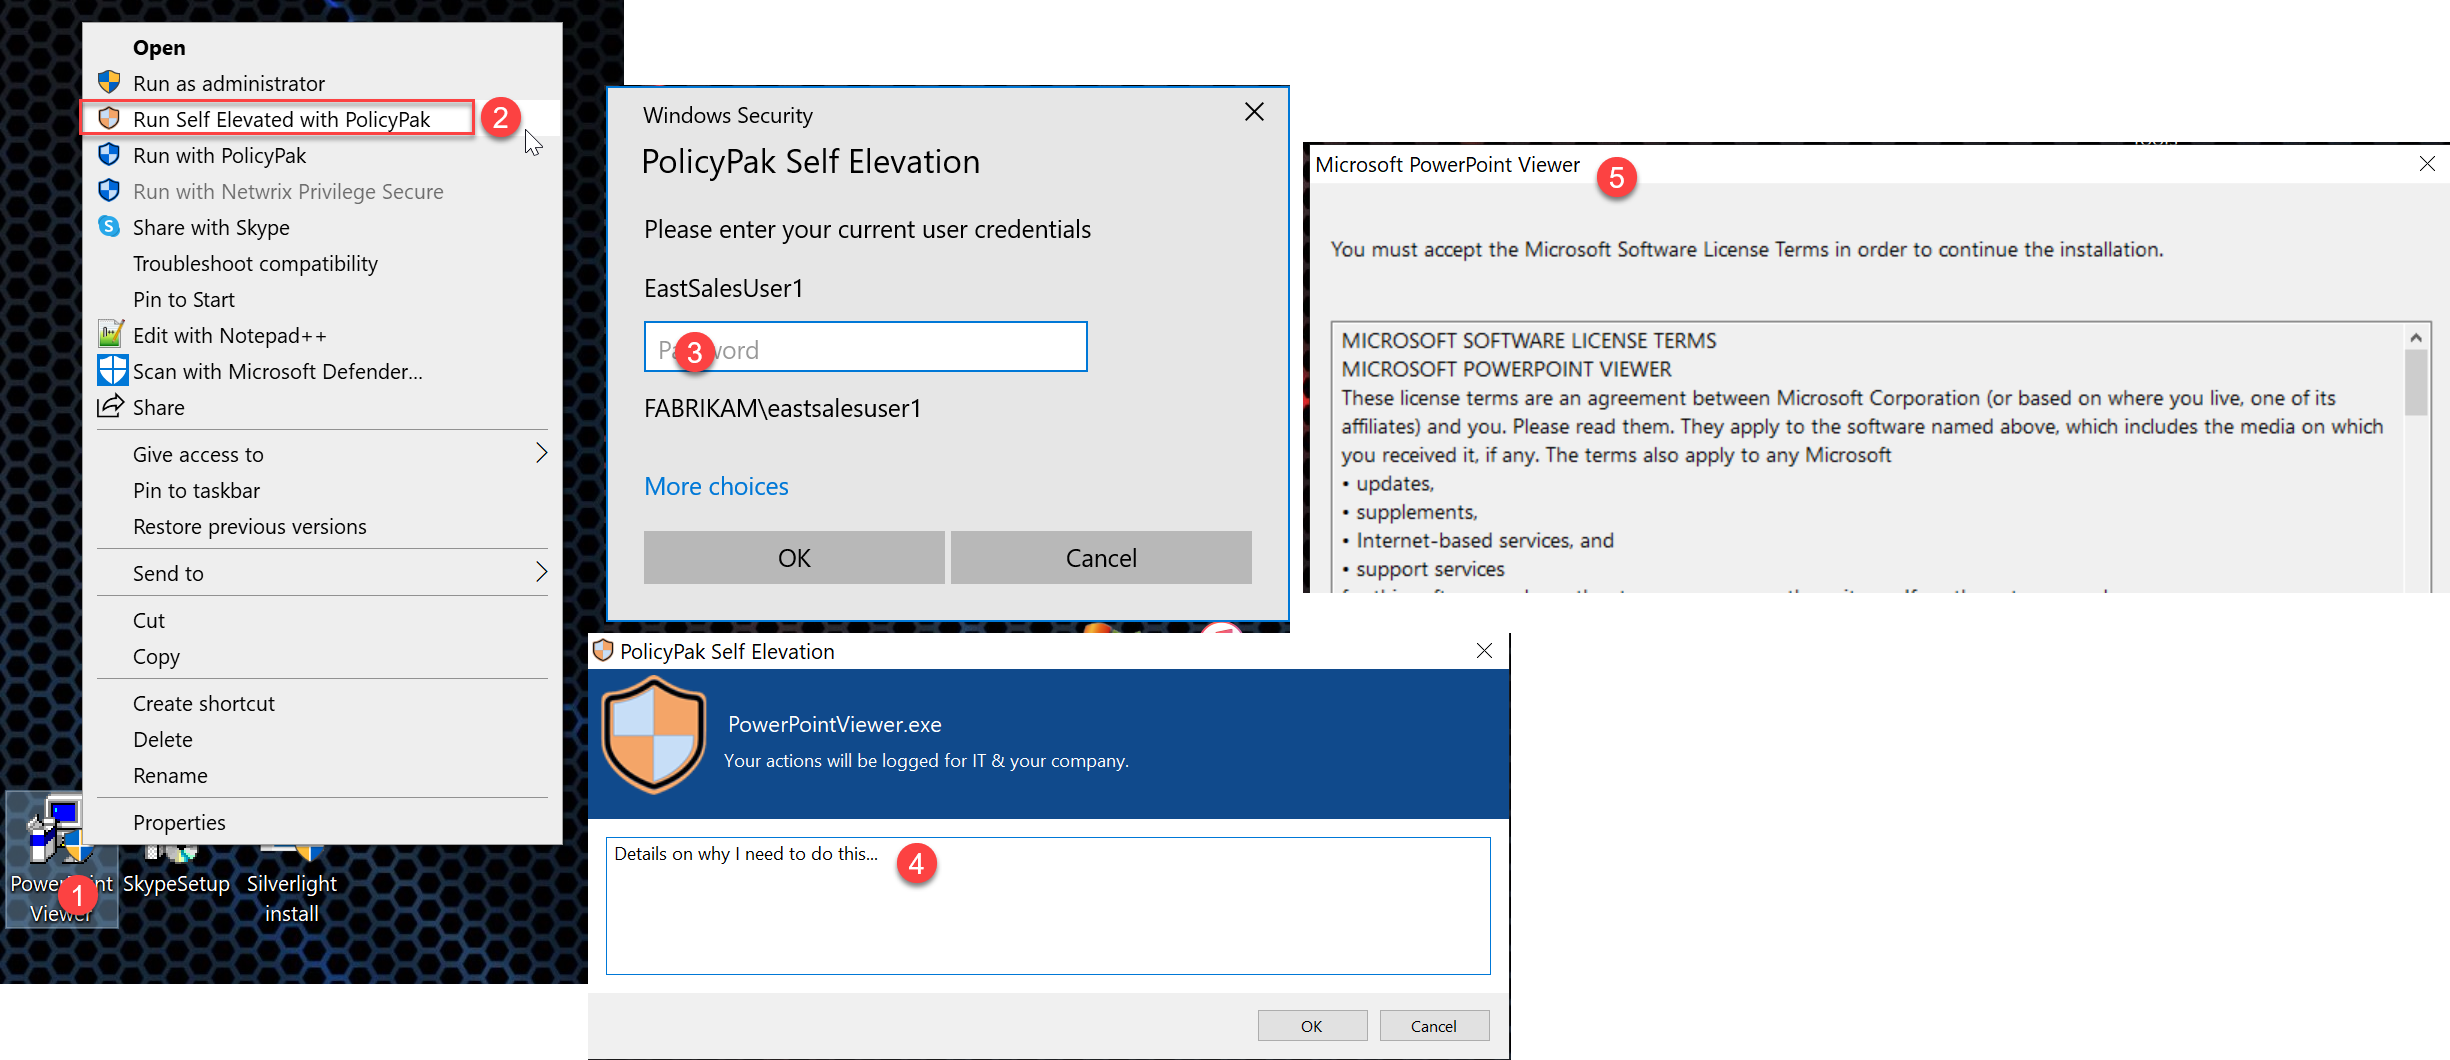 Open
Run as administrator
Run Self Elevated with PolicyPak
2
Run with PolicyPak
Run with Netwrix Privilege Secure
Share with Skype
Troubleshoot compatibility
Pin to Start
Edit with Notepad++
Scan with Microsoft Defender...
Share
Give access to
Pin to taskbar
Restore previous versions
Send to
Cut
Copy
Create shortcut
Delete
Rename
Properties
1
Viewer
SkypeSetup
Silverlight
install
Windows Security
PolicyPak Self Elevation
Please enter your current user credentials
EastSalesUser1
Password
3
FABRIKAM\eastsalesuser1
More choices
OK
Cancel
PolicyPak Self Elevation
PowerPointViewer.exe
Your actions will be logged for IT & your company.
Details on why I need to do this...
4
OK
Cancel
Microsoft PowerPoint Viewer
5
You must accept the Microsoft Software License Terms in order to continue the installation.
MICROSOFT SOFTWARE LICENSE TERMS
MICROSOFT POWERPOINT VIEWER
These license terms are an agreement between Microsoft Corporation (or based on where you live, one of its
affiliates) and you. Please read them. They apply to the software named above, which includes the media on which
you received it, if any. The terms also apply to any Microsoft
• updates,
• supplements,
• Internet-based services, and
• support services